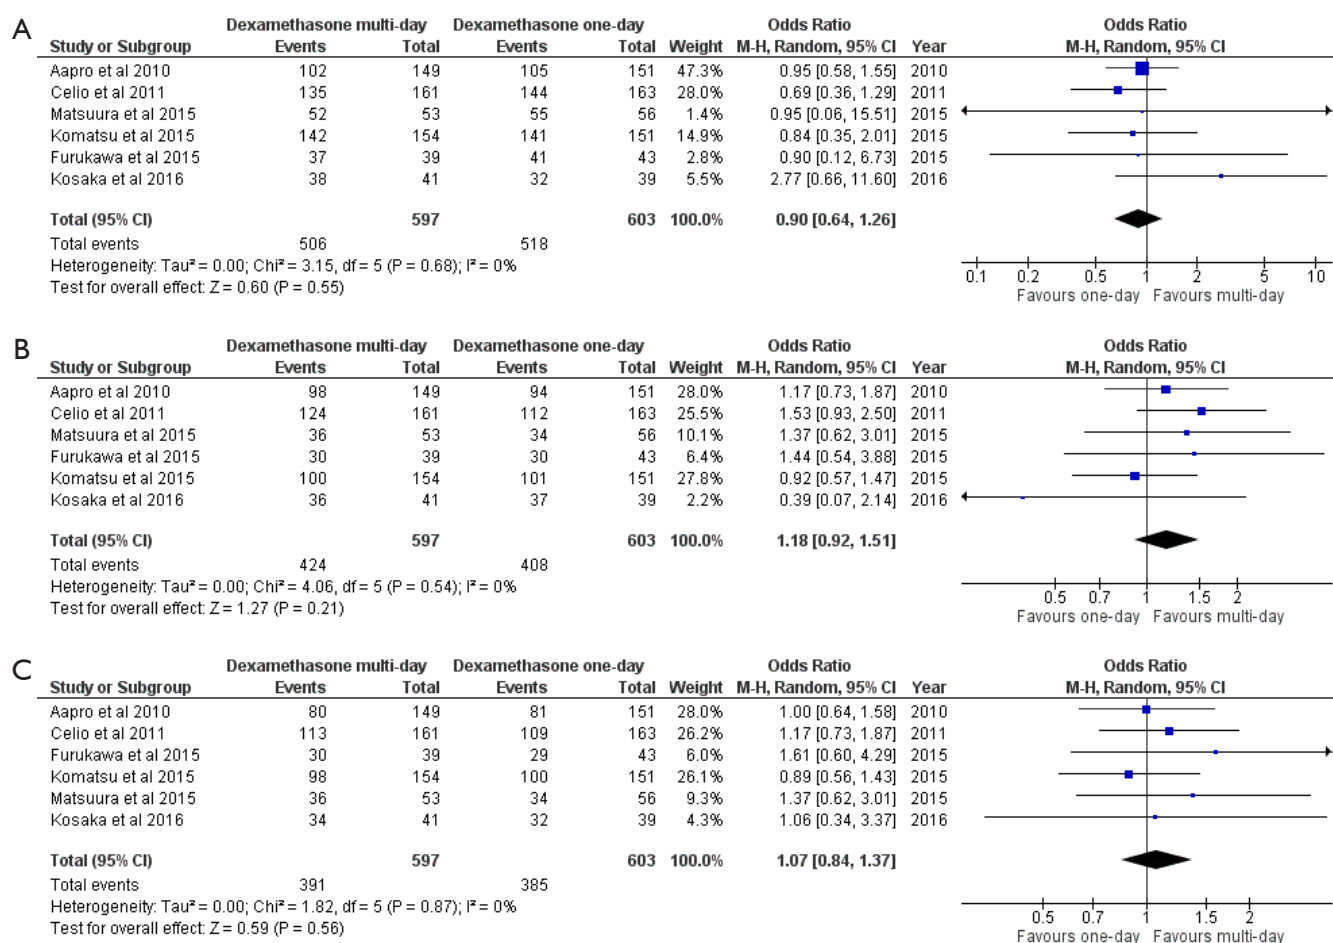 A
Dexamethasone multi-day Dexamethasone one-day Odds Ratio Odds Ratio
Study or Subgroup Events Total Events Total Weight M-H, Random, 95% CI Year M-H, Random, 95% CI
Aapro et al 2010 102 149 105 151 47.3% 0.95 [0.58, 1.55] 2010
Celio et al 2011 135 161 144 163 28.0% 0.69 [0.36, 1.29] 2011
Matsuura et al 2015 52 53 55 56 1.4% 0.95 [0.06, 15.51] 2015
Komatsu et al 2015 142 154 141 151 14.9% 0.84 [0.35, 2.01] 2015
Furukawa et al 2015 37 39 41 43 2.8% 0.90 [0.12, 6.73] 2015
Kosaka et al 2016 38 41 32 39 5.5% 2.77 [0.66, 11.60] 2016
Total (95% CI) 597 603 100.0% 0.90 [0.64, 1.26]
Total events 506 518
Heterogeneity: Tau² = 0.00; Chi² = 3.15, df = 5 (P = 0.68); I² = 0%
Test for overall effect: Z = 0.60 (P = 0.55)
0.1 0.2 0.5 1 2 5 10
Favours one-day Favours multi-day
B
Dexamethasone multi-day Dexamethasone one-day Odds Ratio Odds Ratio
Study or Subgroup Events Total Events Total Weight M-H, Random, 95% CI Year M-H, Random, 95% CI
Aapro et al 2010 98 149 94 151 28.0% 1.17 [0.73, 1.87] 2010
Celio et al 2011 124 161 112 163 25.5% 1.53 [0.93, 2.50] 2011
Matsuura et al 2015 36 53 34 56 10.1% 1.37 [0.62, 3.01] 2015
Furukawa et al 2015 30 39 30 43 6.4% 1.44 [0.54, 3.88] 2015
Komatsu et al 2015 100 154 101 151 27.8% 0.92 [0.57, 1.47] 2015
Kosaka et al 2016 36 41 37 39 2.2% 0.39 [0.07, 2.14] 2016
Total (95% CI) 597 603 100.0% 1.18 [0.92, 1.51]
Total events 424 408
Heterogeneity: Tau² = 0.00; Chi² = 4.06, df = 5 (P = 0.54); I² = 0%
Test for overall effect: Z = 1.27 (P = 0.21)
0.5 0.7 1 1.5 2
Favours one-day Favours multi-day
C
Dexamethasone multi-day Dexamethasone one-day Odds Ratio Odds Ratio
Study or Subgroup Events Total Events Total Weight M-H, Random, 95% CI Year M-H, Random, 95% CI
Aapro et al 2010 80 149 81 151 28.0% 1.00 [0.64, 1.58] 2010
Celio et al 2011 113 161 109 163 26.2% 1.17 [0.73, 1.87] 2011
Furukawa et al 2015 30 39 29 43 6.0% 1.61 [0.60, 4.29] 2015
Komatsu et al 2015 98 154 100 151 26.1% 0.89 [0.56, 1.43] 2015
Matsuura et al 2015 36 53 34 56 9.3% 1.37 [0.62, 3.01] 2015
Kosaka et al 2016 34 41 32 39 4.3% 1.06 [0.34, 3.37] 2016
Total (95% CI) 597 603 100.0% 1.07 [0.84, 1.37]
Total events 391 385
Heterogeneity: Tau² = 0.00; Chi² = 1.82, df = 5 (P = 0.87); I² = 0%
Test for overall effect: Z = 0.59 (P = 0.56)
0.5 0.7 1 1.5 2
Favours one-day Favours multi-day